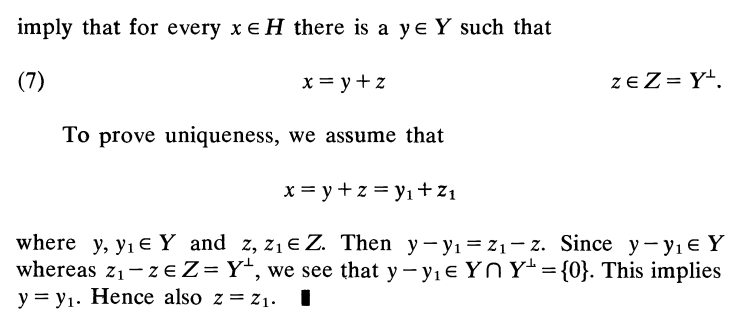 imply that for every x ∈ H there is a y ∈ Y such that
(7) x = y + z z ∈ Z = Y⊥.
To prove uniqueness, we assume that
x = y + z = y₁ + z₁
where y, y₁ ∈ Y and z, z₁ ∈ Z. Then y − y₁ = z₁ − z. Since y − y₁ ∈ Y
whereas z₁ − z ∈ Z = Y⊥, we see that y − y₁ ∈ Y ∩ Y⊥ = {0}. This implies
y = y₁. Hence also z = z₁. ∎